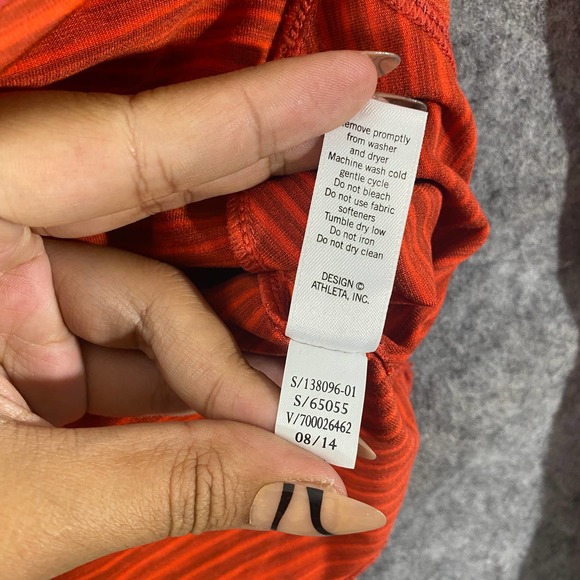 Remove promptly
from washer
and dryer
Machine wash cold
gentle cycle
Do not bleach
Do not use fabric
softeners
Tumble dry low
Do not iron
Do not dry clean
DESIGN ©
ATHLETA, INC.
S/138096-01
S/65055
V/700026462
08/14